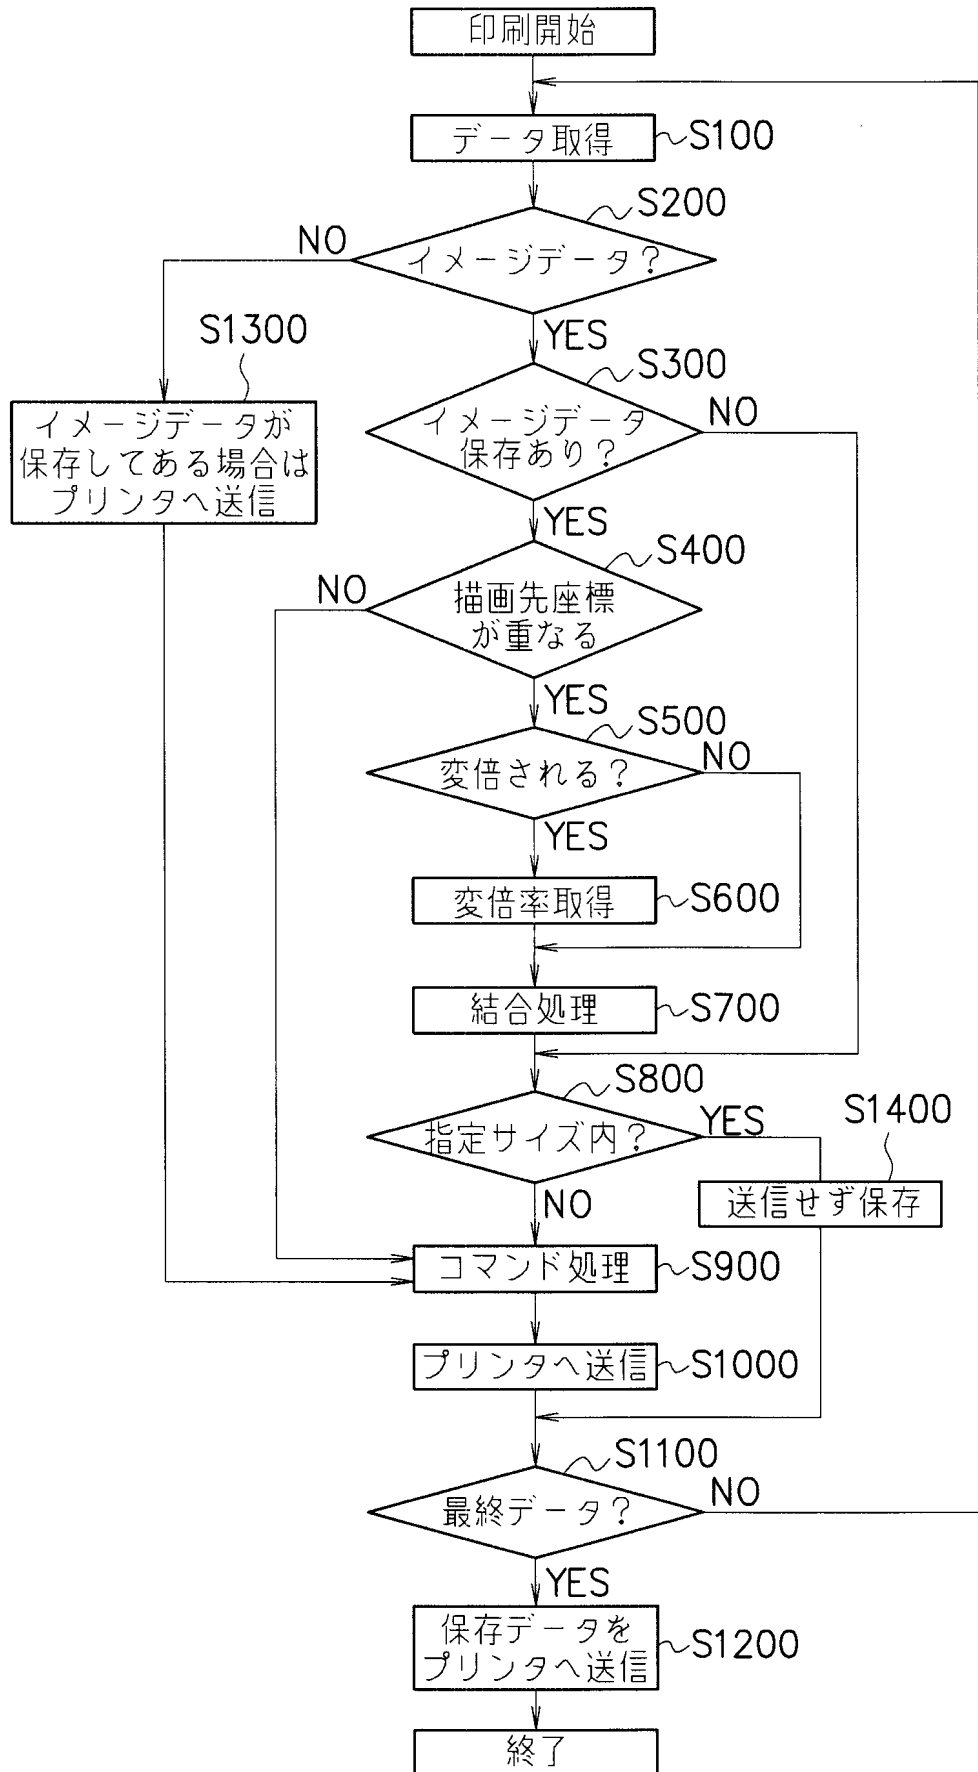 印刷開始
データ取得
S100
S200
NO
イメージデータ?
YES
S1300
イメージデータが
保存してある場合は
プリンタへ送信
S300
NO
イメージデータ
保存あり?
YES
S400
NO
描画先座標
が重なる
YES
S500
NO
変倍される?
YES
変倍率取得
S600
結合処理
S700
S800
YES
指定サイズ内?
NO
S1400
送信せず保存
コマンド処理
S900
プリンタへ送信
S1000
S1100
NO
最終データ?
YES
保存データを
プリンタへ送信
S1200
終了